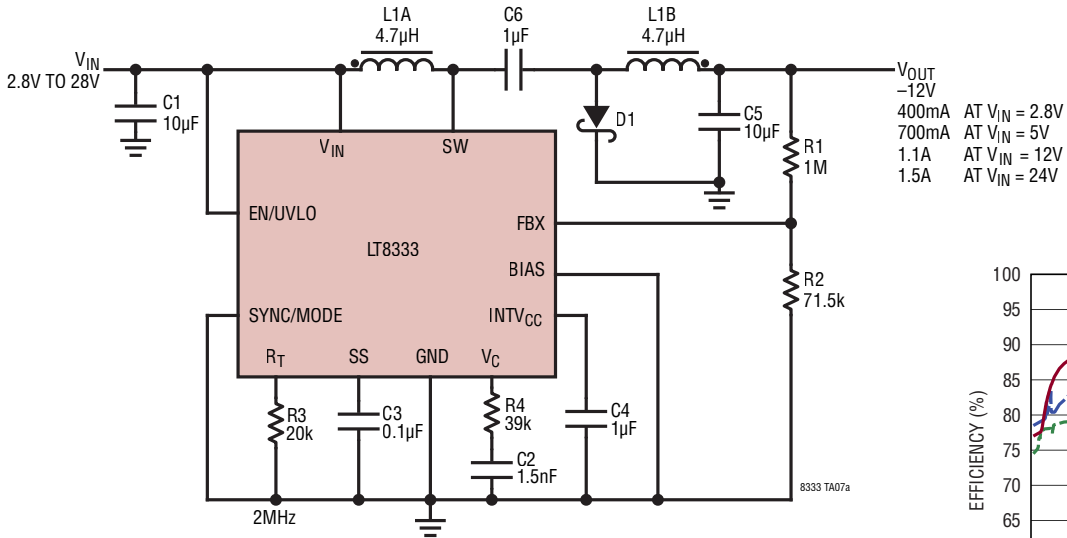 L1A
4.7µH
C6
1µF
L1B
4.7µH
VIN
2.8V TO 28V
C1
10µF
VIN
SW
D1
C5
10µF
R1
1M
VOUT
–12V
400mA AT VIN = 2.8V
700mA AT VIN = 5V
1.1A AT VIN = 12V
1.5A AT VIN = 24V
EN/UVLO
FBX
LT8333
BIAS
R2
71.5k
SYNC/MODE
INTVCC
RT
SS
GND
VC
R3
20k
C3
0.1µF
R4
39k
C4
1µF
C2
1.5nF
8333 TA07a
2MHz
100
95
90
85
80
75
70
65
EFFICIENCY (%)